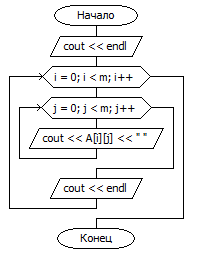 Начало
cout << endl
i = 0; i < m; i++
j = 0; j < m; j++
cout << A[i][j] << " "
cout << endl
Конец